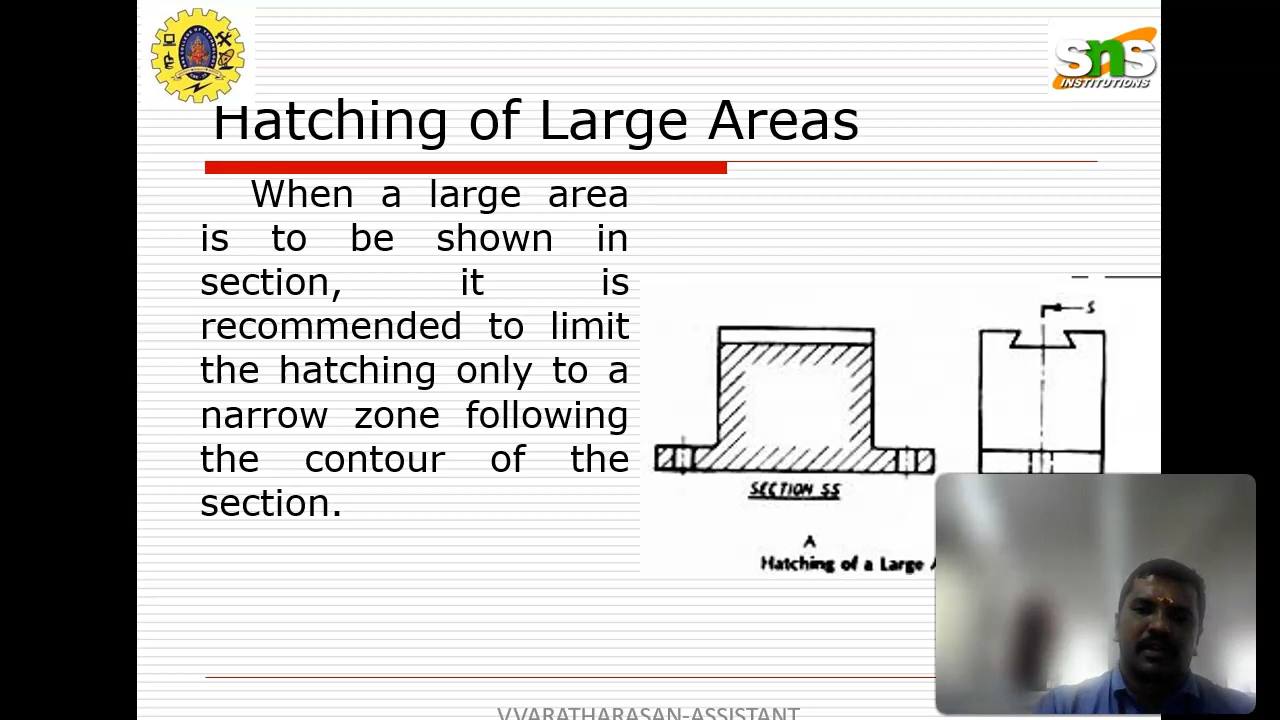 SNS
INSTITUTIONS
Hatching of Large Areas
When a large area
is to be shown in
section, it is
recommended to limit
the hatching only to a
narrow zone following
the contour of the
section.
S
SECTION SS
A
Hatching of a Large
V.VARATHARASAN-ASSISTANT